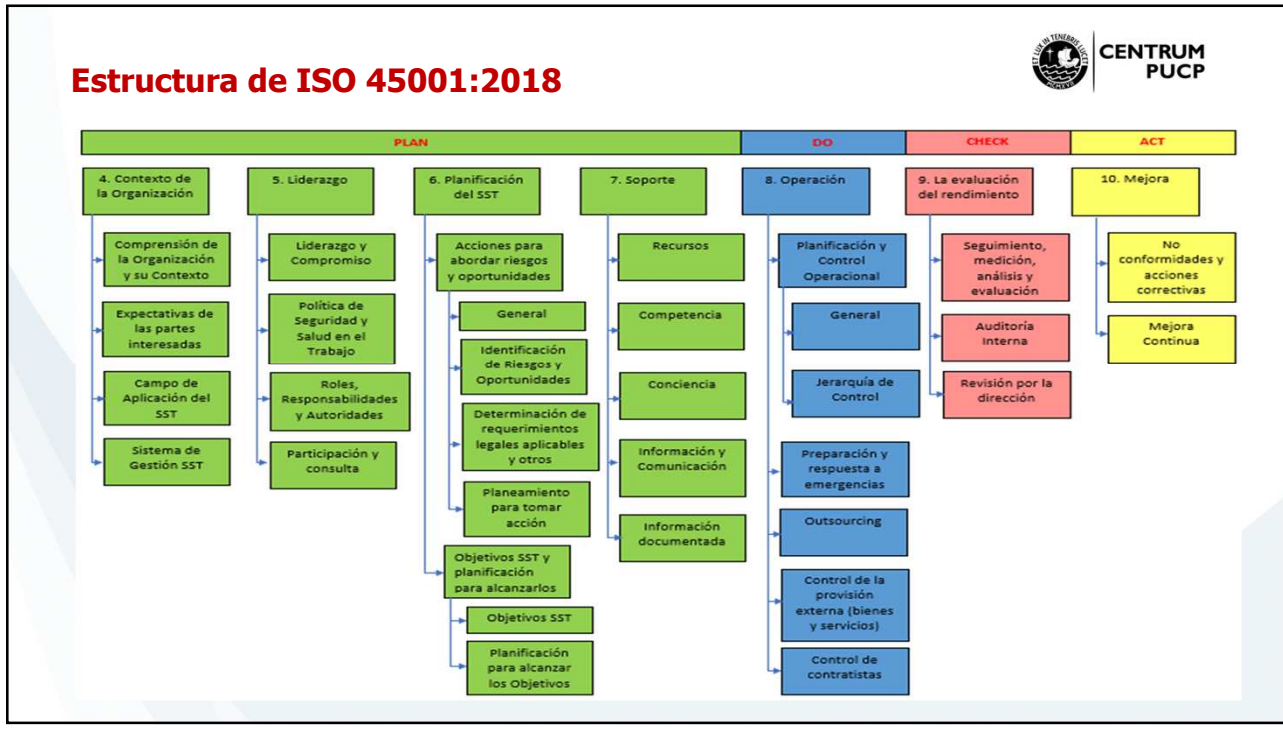 Estructura de ISO 45001:2018
ET LUX IN TENEBRIS LUCET
MCMXVII
CENTRUM
PUCP
PLAN
DO
CHECK
ACT
4. Contexto de
la Organización
Comprensión de
la Organización
y su Contexto
Expectativas de
las partes
interesadas
Campo de
Aplicación del
SST
Sistema de
Gestión SST
5. Liderazgo
Liderazgo y
Compromiso
Política de
Seguridad y
Salud en el
Trabajo
Roles,
Responsabilidades
y Autoridades
Participación y
consulta
6. Planificación
del SST
Acciones para
abordar riesgos
y oportunidades
General
Identificación
de Riesgos y
Oportunidades
Determinación de
requerimientos
legales aplicables
y otros
Planeamiento
para tomar
acción
Objetivos SST y
planificación
para alcanzarlos
Objetivos SST
Planificación
para alcanzar
los Objetivos
7. Soporte
Recursos
Competencia
Conciencia
Información y
Comunicación
Información
documentada
8. Operación
Planificación y
Control
Operacional
General
Jerarquía de
Control
Preparación y
respuesta a
emergencias
Outsourcing
Control de la
provisión
externa (bienes
y servicios)
Control de
contratistas
9. La evaluación
del rendimiento
Seguimiento,
medición,
análisis y
evaluación
Auditoría
Interna
Revisión por la
dirección
10. Mejora
No
conformidades y
acciones
correctivas
Mejora
Continua